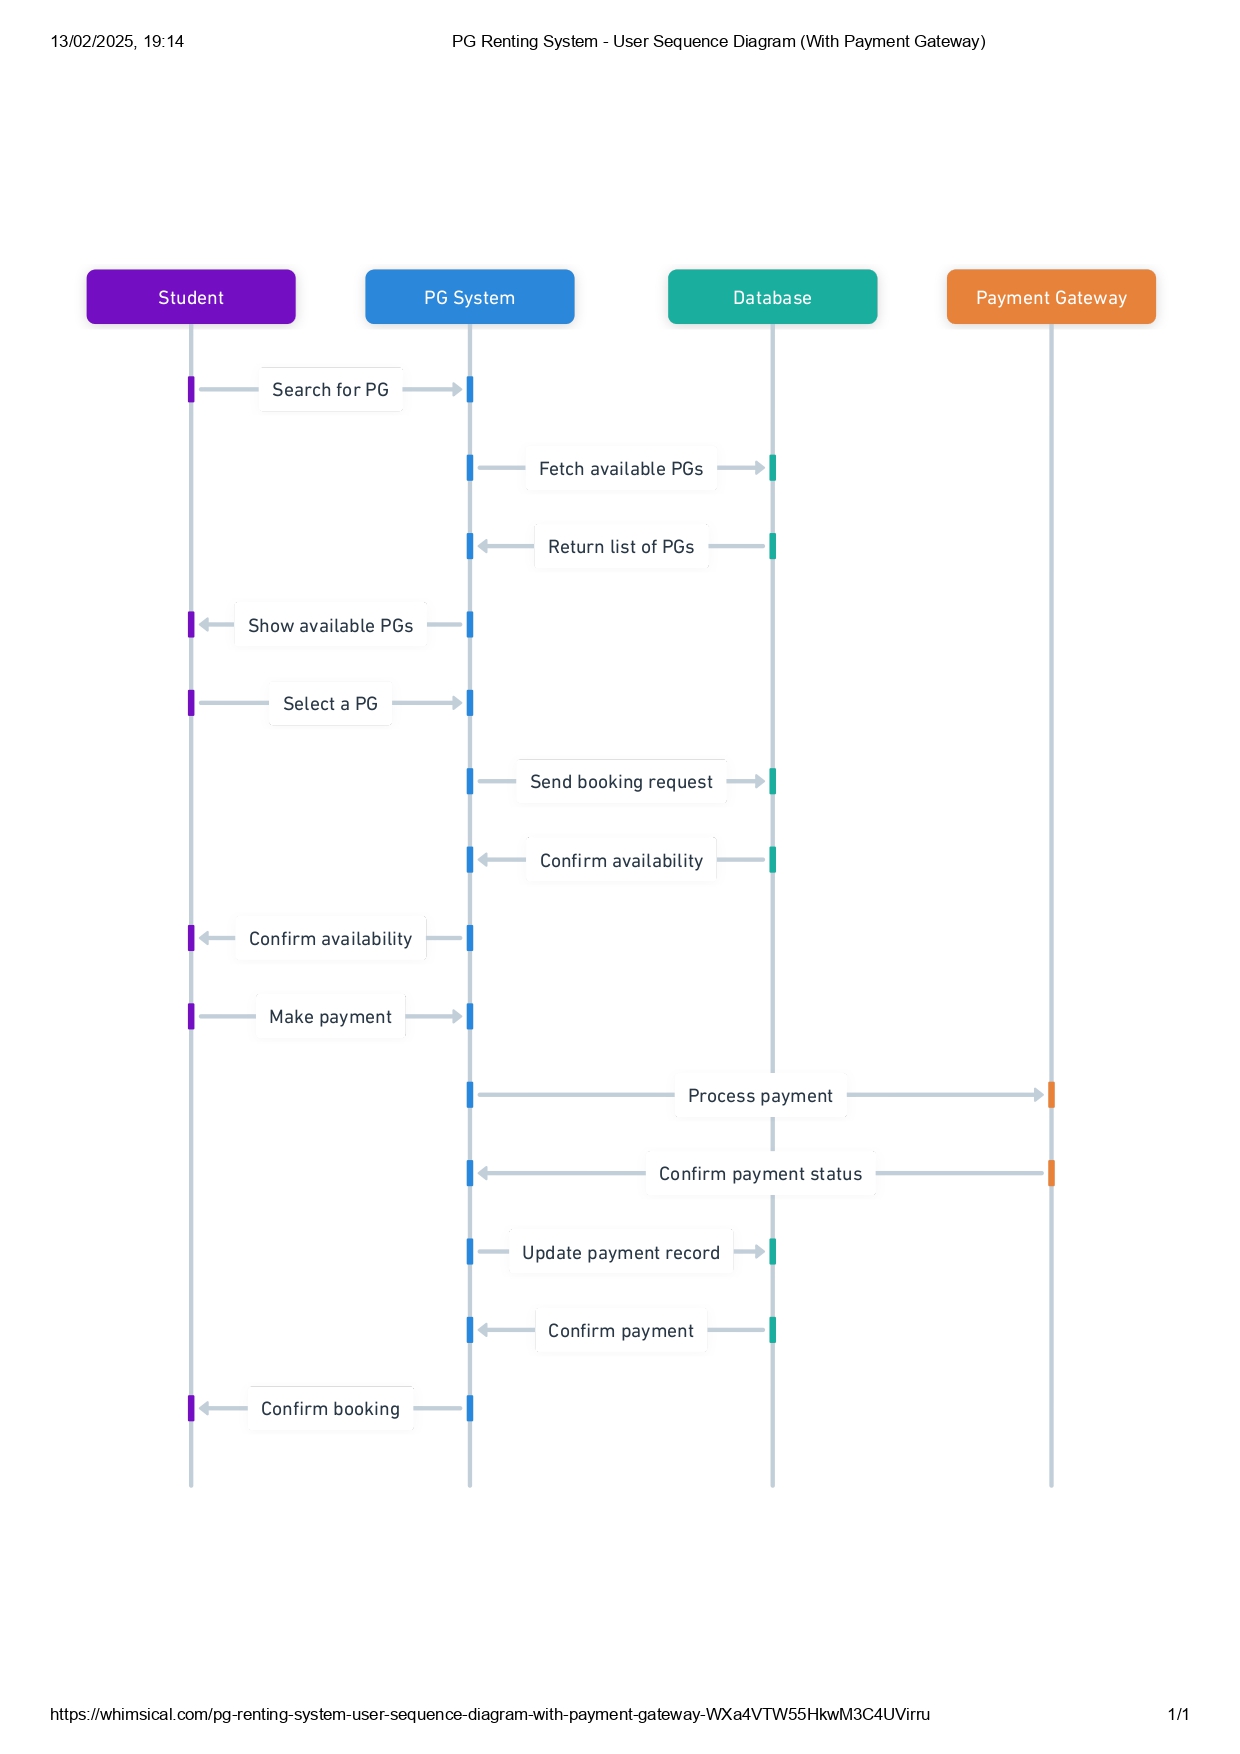 13/02/2025, 19:14
PG Renting System - User Sequence Diagram (With Payment Gateway)
Student
PG System
Database
Payment Gateway
Search for PG
Fetch available PGs
Return list of PGs
Show available PGs
Select a PG
Send booking request
Confirm availability
Confirm availability
Make payment
Process payment
Confirm payment status
Update payment record
Confirm payment
Confirm booking
https://whimsical.com/pg-renting-system-user-sequence-diagram-with-payment-gateway-WXa4VTW55HkwM3C4UVirru
1/1